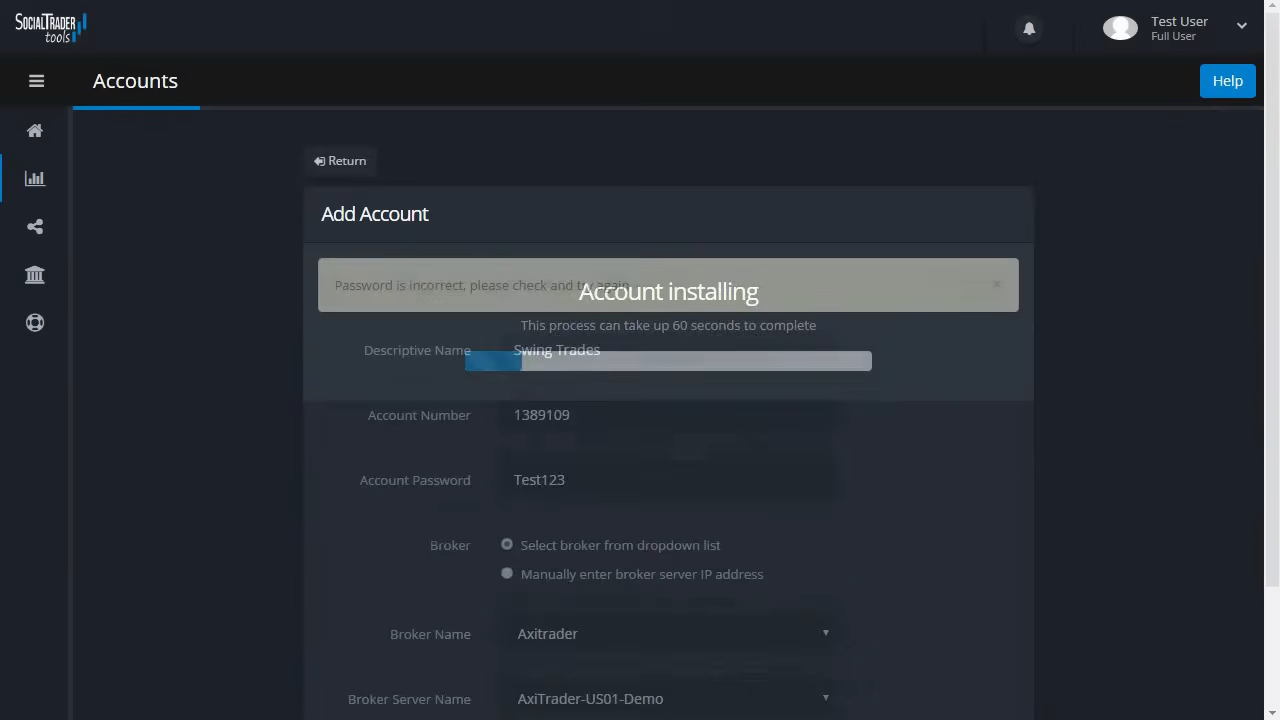 SOCIALTRADER
tools
Test User
Full User
Accounts
Help
Return
Add Account
Password is incorrect, please check and try again
×
Account installing
This process can take up 60 seconds to complete
Descriptive Name
Swing Trades
Account Number
1389109
Account Password
Test123
Broker
Select broker from dropdown list
Manually enter broker server IP address
Broker Name
Axitrader
Broker Server Name
AxiTrader-US01-Demo